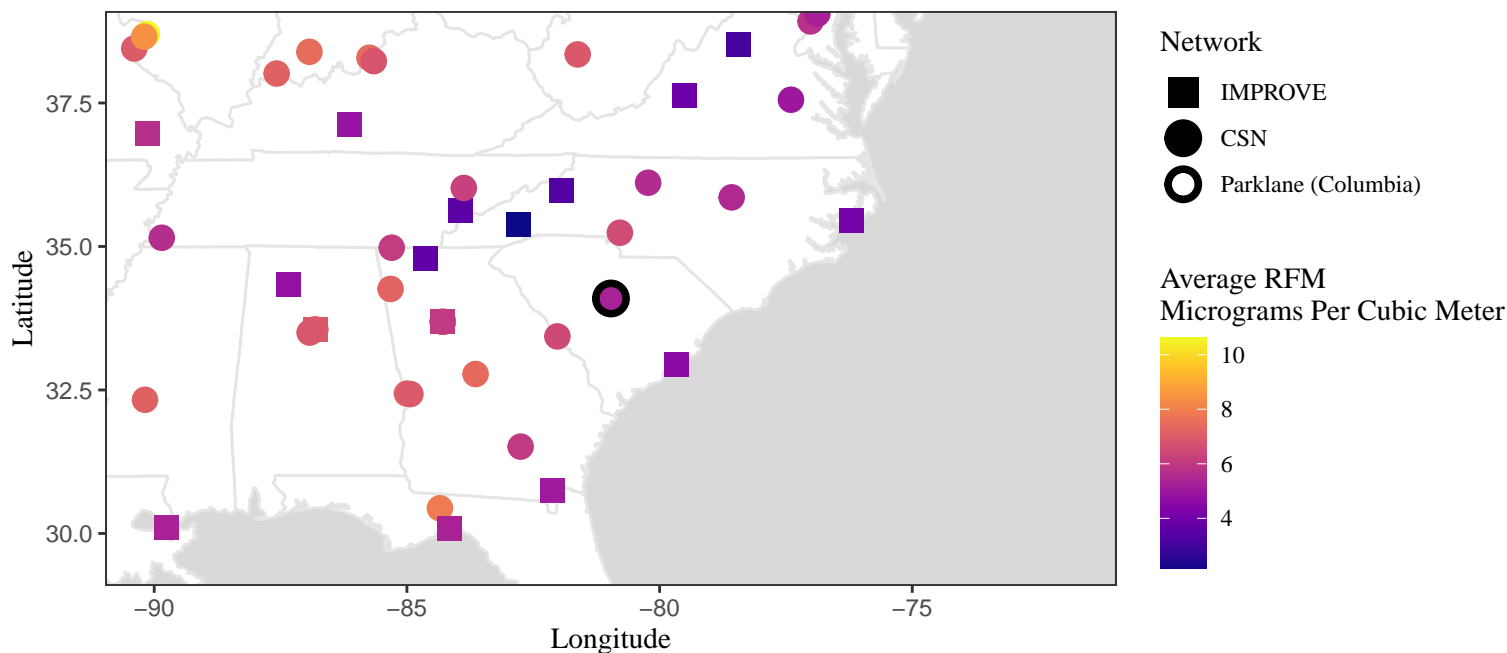 37.5
35.0
32.5
30.0
Latitude
−90
−85
−80
−75
Longitude
Network
IMPROVE
CSN
Parklane (Columbia)
Average RFM
Micrograms Per Cubic Meter
10
8
6
4